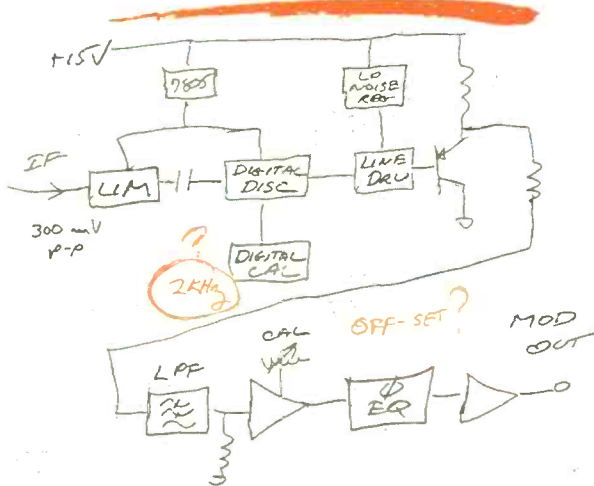 +15V
7805
LO
NOISE
REG
IF
LIM
DIGITAL
DISC
LINE
DRV
300 mV
P-P
?
2KHz
DIGITAL
CAL
OFF-SET?
MOD
OUT
CAL
LPF
Φ
EQ